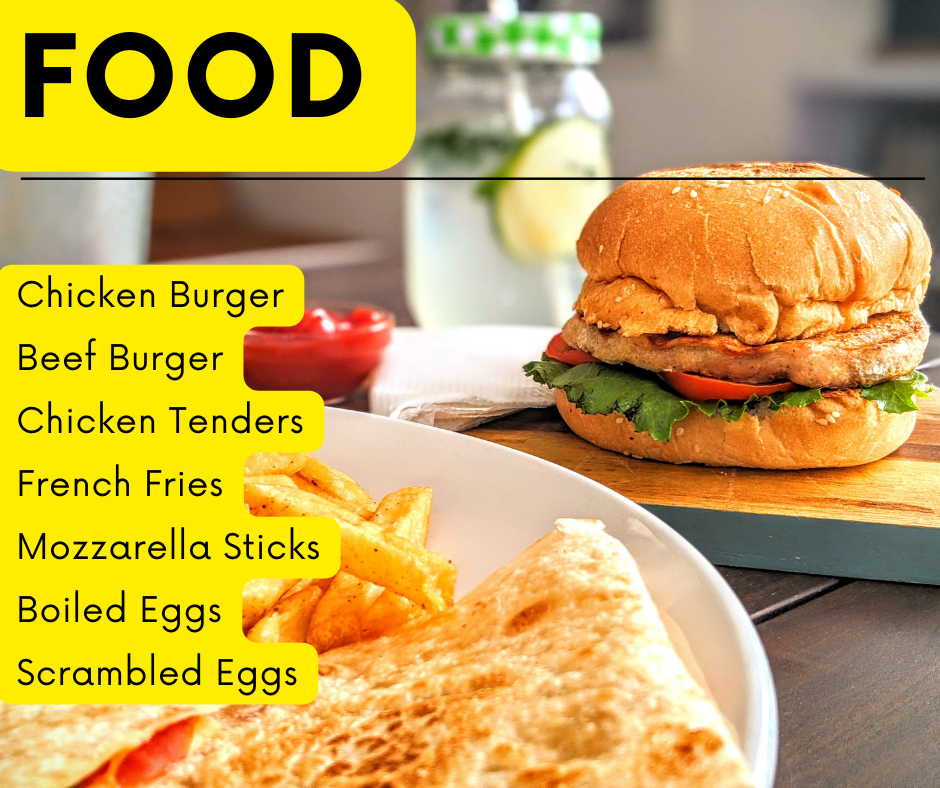 FOOD
Chicken Burger
Beef Burger
Chicken Tenders
French Fries
Mozzarella Sticks
Boiled Eggs
Scrambled Eggs